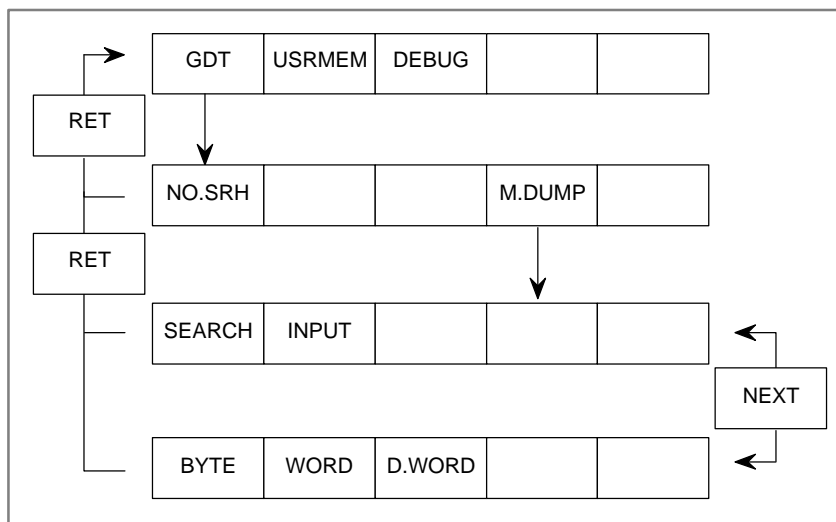 GDT USRMEM DEBUG
RET
NO.SRH M.DUMP
RET
SEARCH INPUT
NEXT
BYTE WORD D.WORD